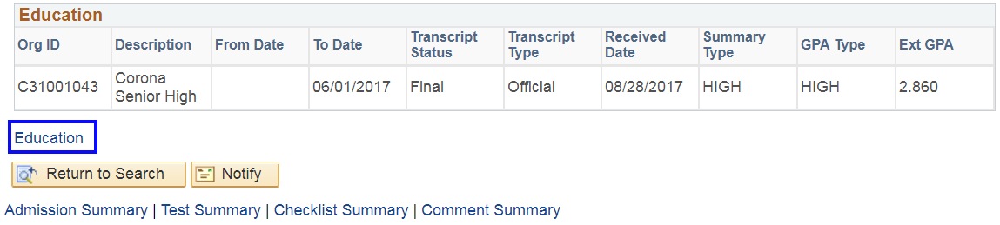 Education
Org ID Description From Date To Date Transcript Status Transcript Type Received Date Summary Type GPA Type Ext GPA
C31001043 Corona Senior High 06/01/2017 Final Official 08/28/2017 HIGH HIGH 2.860
Education
Return to Search Notify
Admission Summary | Test Summary | Checklist Summary | Comment Summary